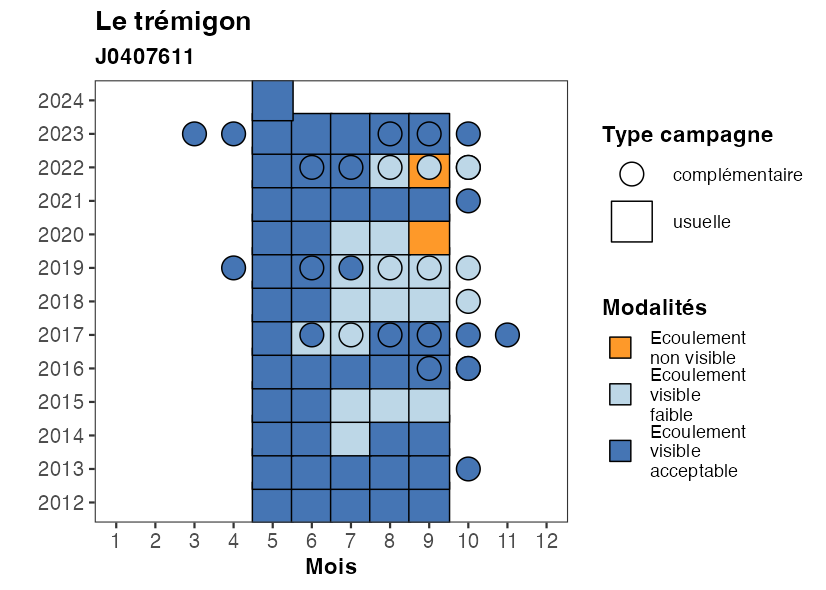 Le trémigon
J0407611
2024
2023
2022
2021
2020
2019
2018
2017
2016
2015
2014
2013
2012
1 2 3 4 5 6 7 8 9 10 11 12
Mois
Type campagne
complémentaire
usuelle
Modalités
Ecoulement
non visible
Ecoulement
visible
faible
Ecoulement
visible
acceptable